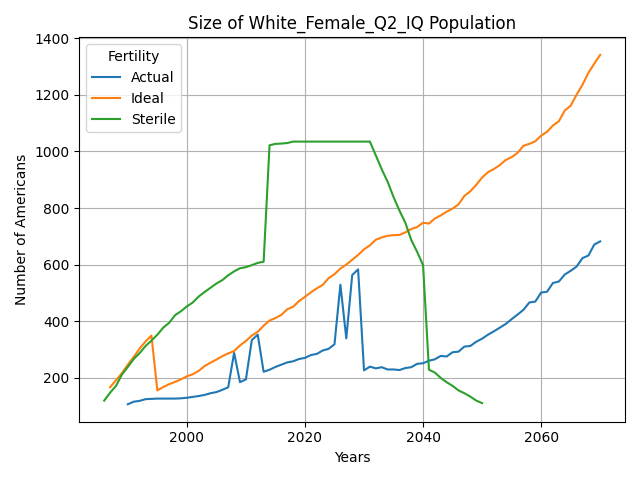 Size of White_Female_Q2_IQ Population
Number of Americans
1400
1200
1000
800
600
400
200
Fertility
Actual
Ideal
Sterile
2000
2020
2040
2060
Years